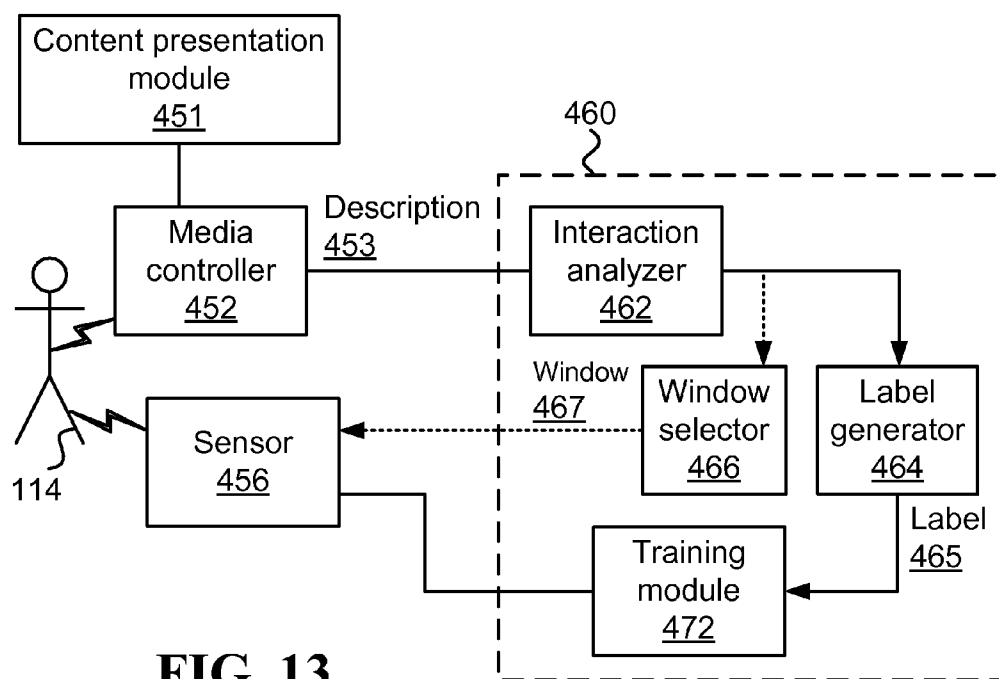 Content presentation
module
451
460
Description
453
Media
controller
452
Interaction
analyzer
462
Window
467
Window
selector
466
Label
generator
464
Sensor
456
114
Label
465
Training
module
472
FIG. 13